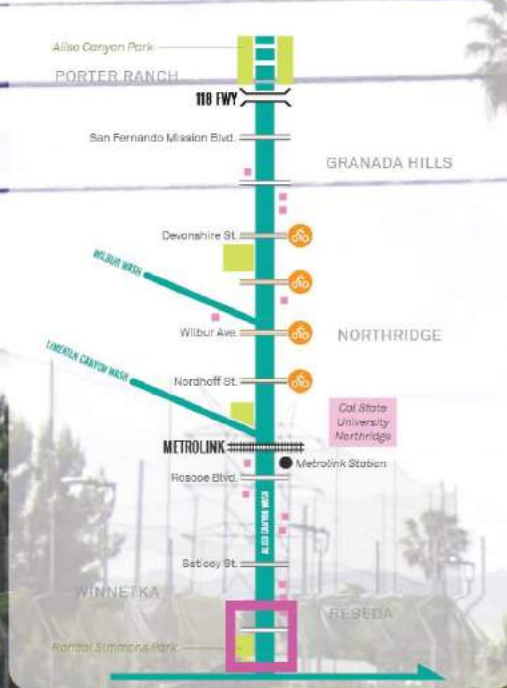 Aliso Canyon Park
PORTER RANCH
118 FWY
San Fernando Mission Blvd.
GRANADA HILLS
Devonshire St.
WILBUR WASH
Wilbur Ave.
NORTHRIDGE
LIMEKILN CANYON WASH
Nordhoff St.
Cal State
University
Northridge
METROLINK
Metrolink Station
Roscoe Blvd.
ALISO CANYON WASH
Saticoy St.
WINNETKA
RESEDA
Randal Simmons Park